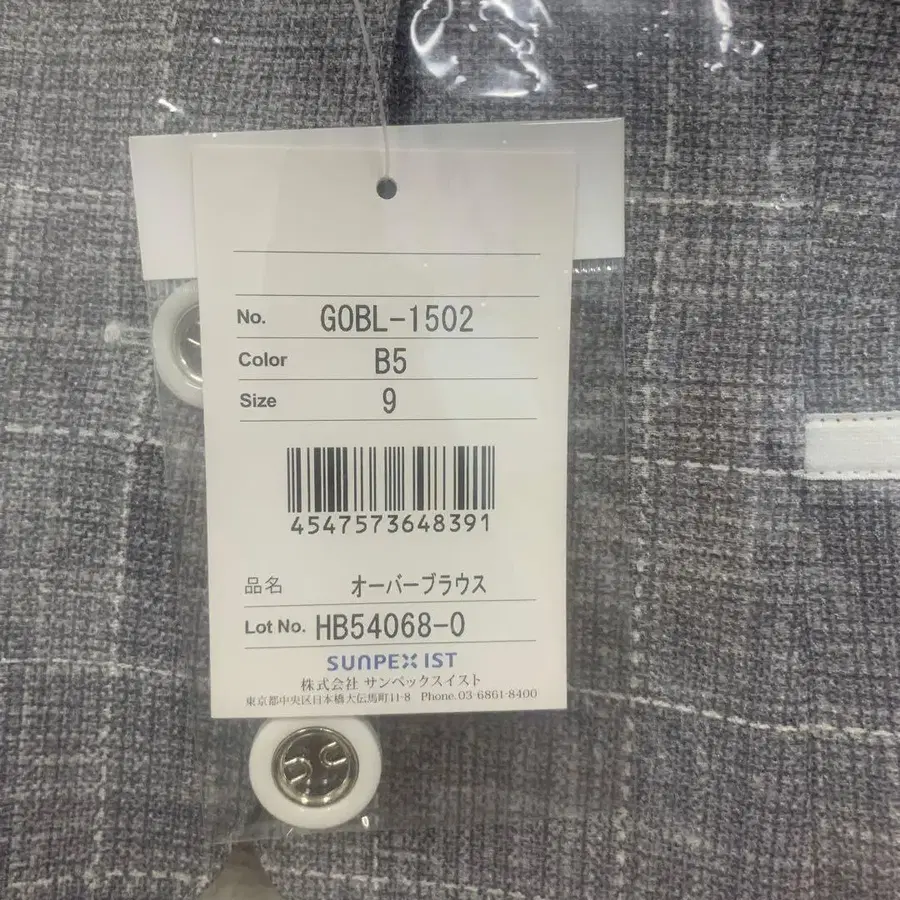 No. GOBL-1502
Color B5
Size 9
4547573648391
品名 オーバーブラウス
Lot No. HB54068-0
SUNPEX IST
株式会社 サンペックスイスト
東京都中央区日本橋大伝馬町11-8 Phone.03-6861-8400